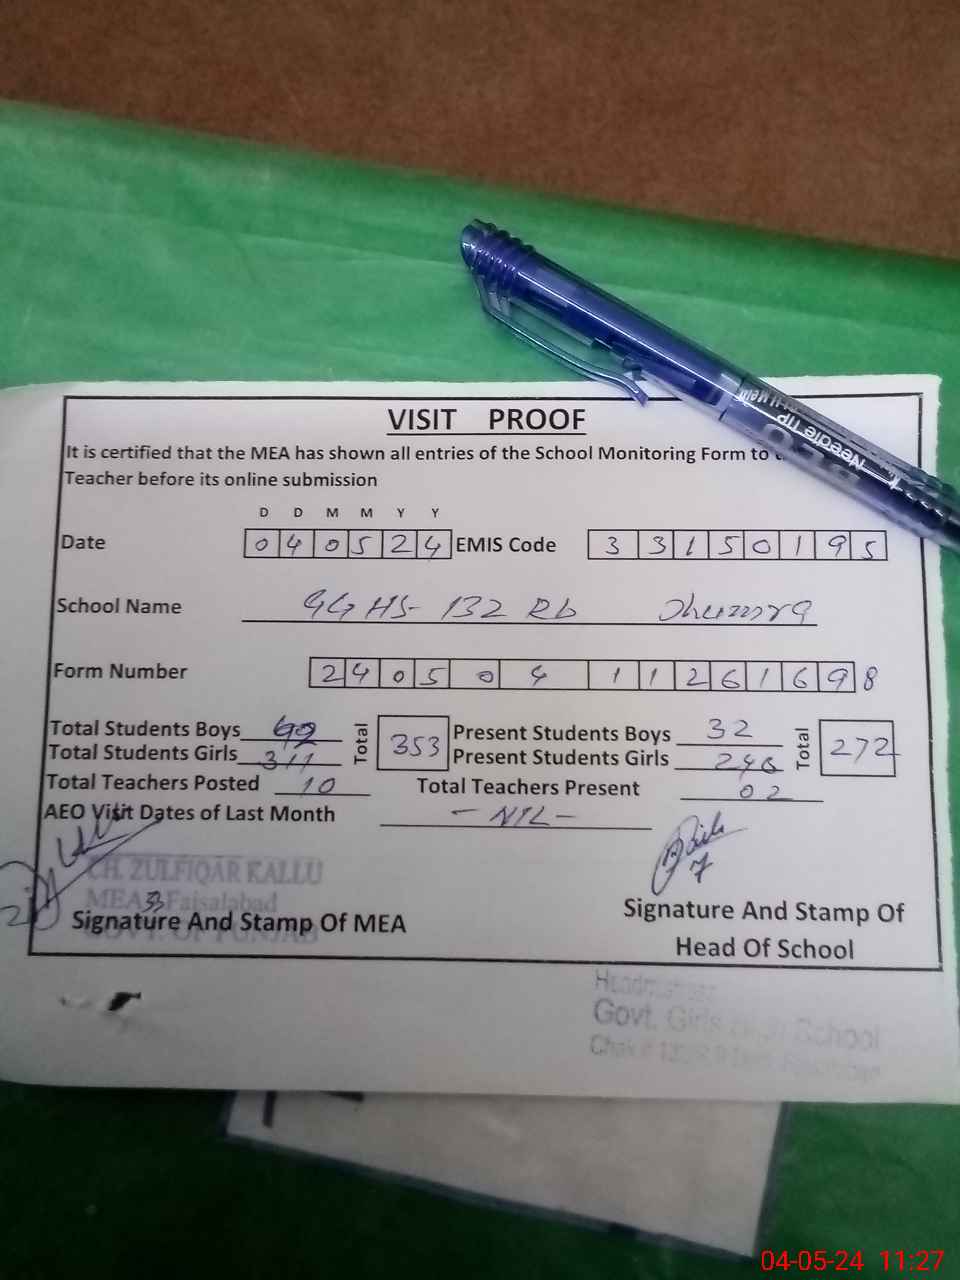 VISIT PROOF
It is certified that the MEA has shown all entries of the School Monitoring Form to
Teacher before its online submission
D D M M Y Y
Date 0 4 0 5 2 4 EMIS Code 3 3 1 5 0 1 9 5
School Name GGHS- 132 Rb
Form Number 2 4 0 5 0 4 1 1 2 6 1 6 9 8
Total Students Boys Total 353 Present Students Boys 32 Total 272
Total Students Girls 311 Present Students Girls
Total Teachers Posted 10 Total Teachers Present 02
AEO Visit Dates of Last Month - NIL -
CH. ZULFIQAR KALLU
MEA 33 Faisalabad
GOVT. OF PUNJAB
Signature And Stamp Of MEA
Signature And Stamp Of
Head Of School
Govt. Girls High School
Needle TIP
04-05-24 11:27